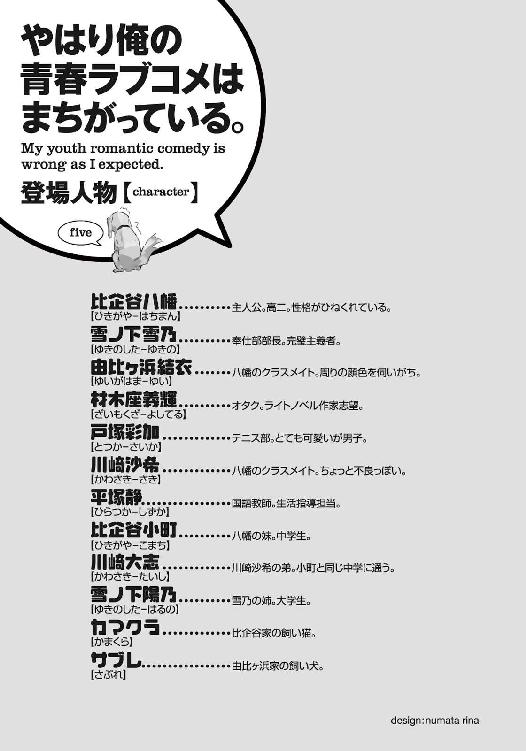 やはり俺の
青春ラブコメは
まちがっている。
My youth romantic comedy is
wrong as I expected.
登場人物【character】
five
比企谷八幡……………主人公。高二。性格がひねくれている。
[ひきがや-はちまん]
雪ノ下雪乃……………奉仕部部長。完璧主義者。
[ゆきのした-ゆきの]
由比ヶ浜結衣…………八幡のクラスメイト。周りの顔色を伺いがち。
[ゆいがはま-ゆい]
材木座義輝……………オタク。ライトノベル作家志望。
[ざいもくざ-よしてる]
戸塚彩加………………テニス部。とても可愛いが男子。
[とつか-さいか]
川崎沙希………………八幡のクラスメイト。ちょっと不良っぽい。
[かわさき-さき]
平塚静…………………国語教師。生活指導担当。
[ひらつか-しずか]
比企谷小町……………八幡の妹。中学生。
[ひきがや-こまち]
川崎大志………………川崎沙希の弟。小町と同じ中学に通う。
[かわさき-たいし]
雪ノ下陽乃……………雪乃の姉。大学生。
[ゆきのした-はるの]
カマクラ………………比企谷家の飼い猫。
[かまくら]
サブレ…………………由比ヶ浜家の飼い犬。
[さぶれ]
design:numata rina